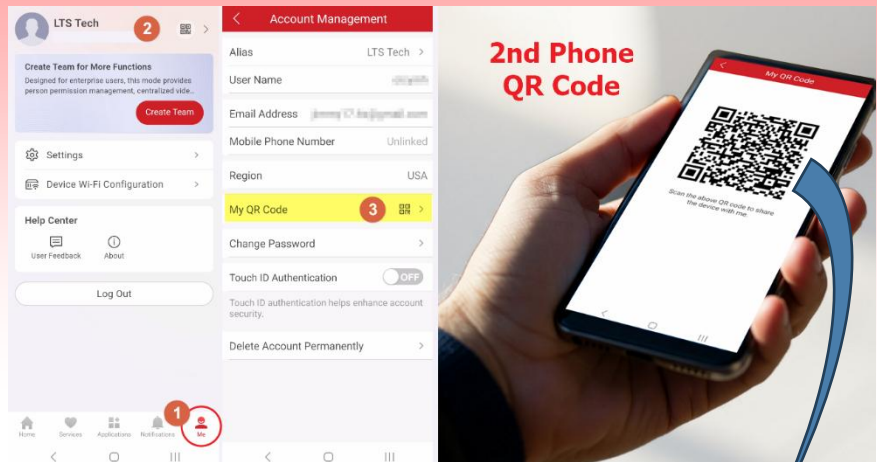 LTS Tech
2
Create Team for More Functions
Designed for enterprise users, this mode provides
person permission management, centralized vide...
Create Team
Settings
Device Wi-Fi Configuration
Help Center
User Feedback
About
Log Out
1
Home
Services
Applications
Notifications
Me
Account Management
Alias
LTS Tech
User Name
Email Address
Mobile Phone Number
Unlinked
Region
USA
My QR Code
3
Change Password
Touch ID Authentication
OFF
Touch ID authentication helps enhance account
security.
Delete Account Permanently
2nd Phone
QR Code
My QR Code
Scan the above QR code to share
the device with me.